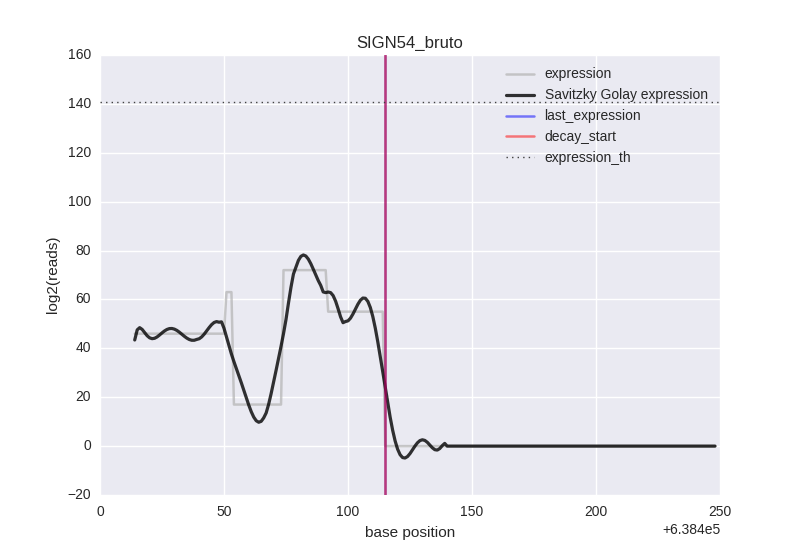 SIGN54_bruto
160
140
120
100
80
60
40
20
0
−20
log2(reads)
expression
Savitzky Golay expression
last_expression
decay_start
expression_th
0 50 100 150 200 250
base position
+6.384e5